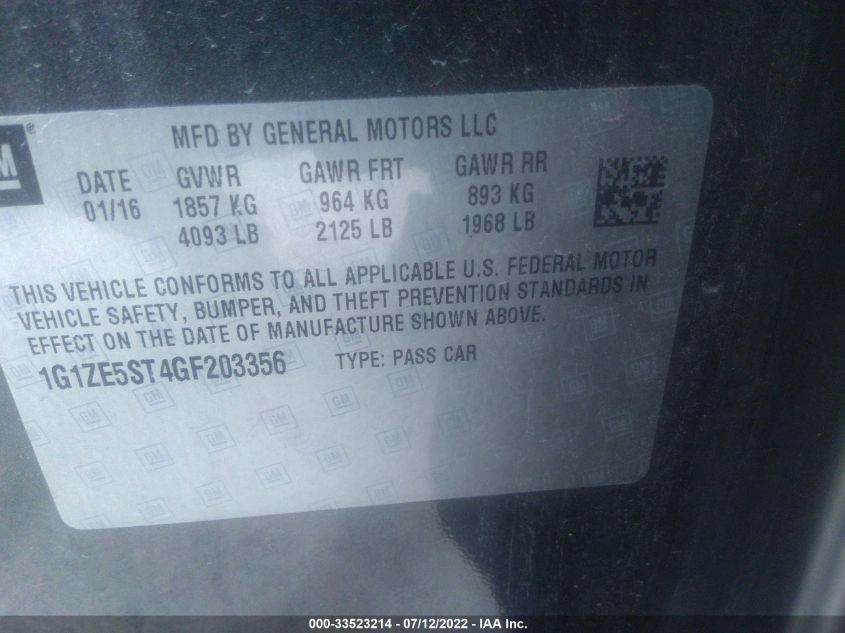 GM ®
MFD BY GENERAL MOTORS LLC
DATE GVWR GAWR FRT GAWR RR
01/16 1857 KG 964 KG 893 KG
4093 LB 2125 LB 1968 LB
THIS VEHICLE CONFORMS TO ALL APPLICABLE U.S. FEDERAL MOTOR
VEHICLE SAFETY, BUMPER, AND THEFT PREVENTION STANDARDS IN
EFFECT ON THE DATE OF MANUFACTURE SHOWN ABOVE.
1G1ZE5ST4GF203356 TYPE: PASS CAR
000-33523214 - 07/12/2022 - IAA Inc.